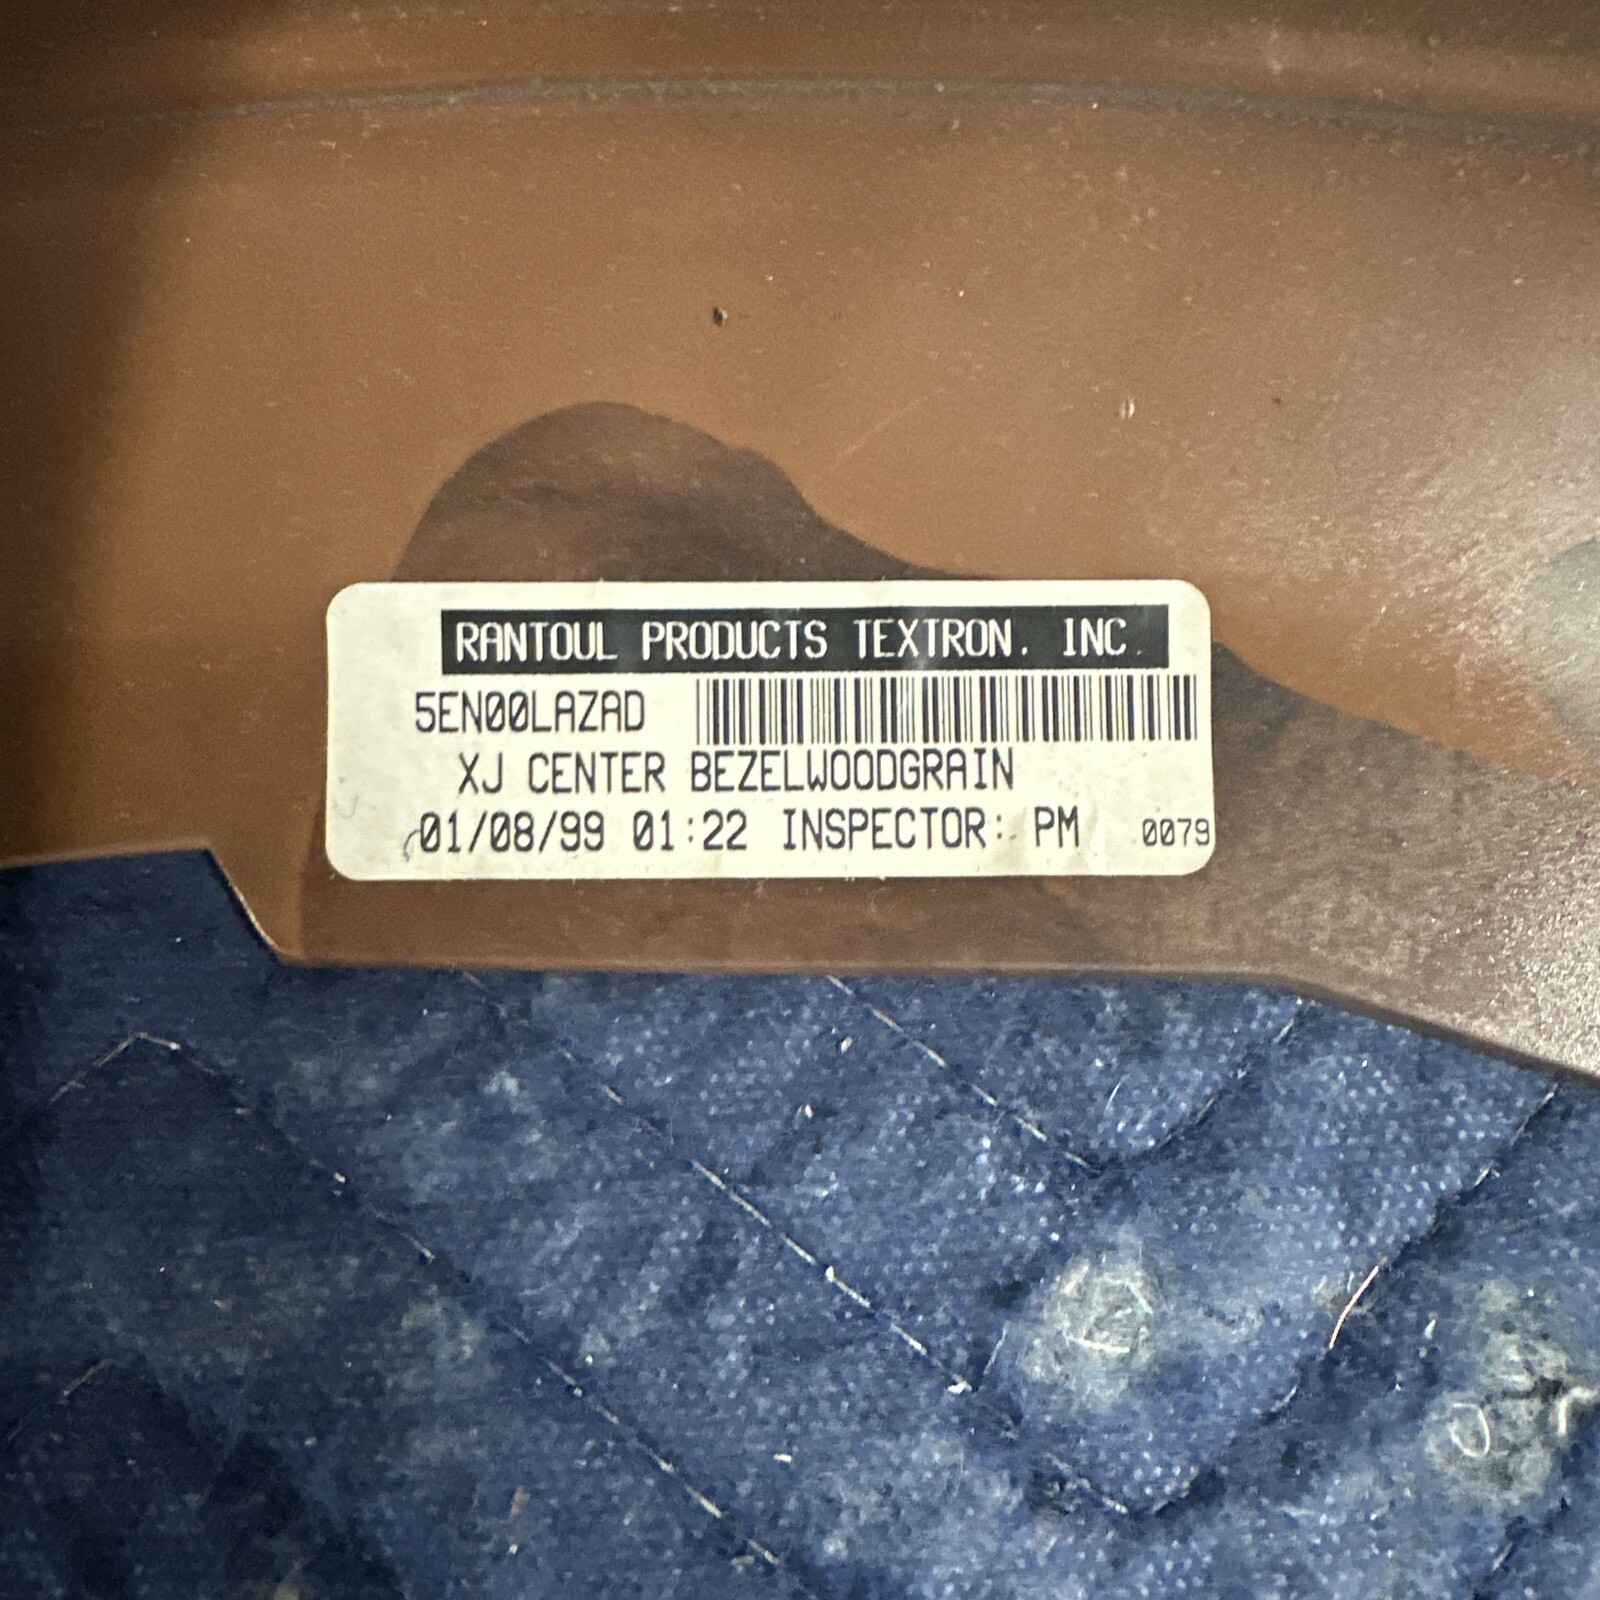 RANTOUL PRODUCTS TEXTRON. INC.
5EN00LAZAD
XJ CENTER BEZELWOODGRAIN
01/08/99 01:22 INSPECTOR: PM 0079